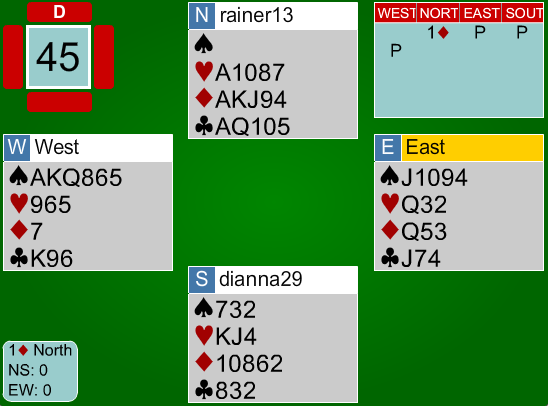 D
45
N rainer13
♠
♥A1087
♦AKJ94
♣AQ105
WEST NORT EAST SOUT
1♦ P P
P
W West
♠AKQ865
♥965
♦7
♣K96
E East
♠J1094
♥Q32
♦Q53
♣J74
S dianna29
♠732
♥KJ4
♦10862
♣832
1♦ North
NS: 0
EW: 0